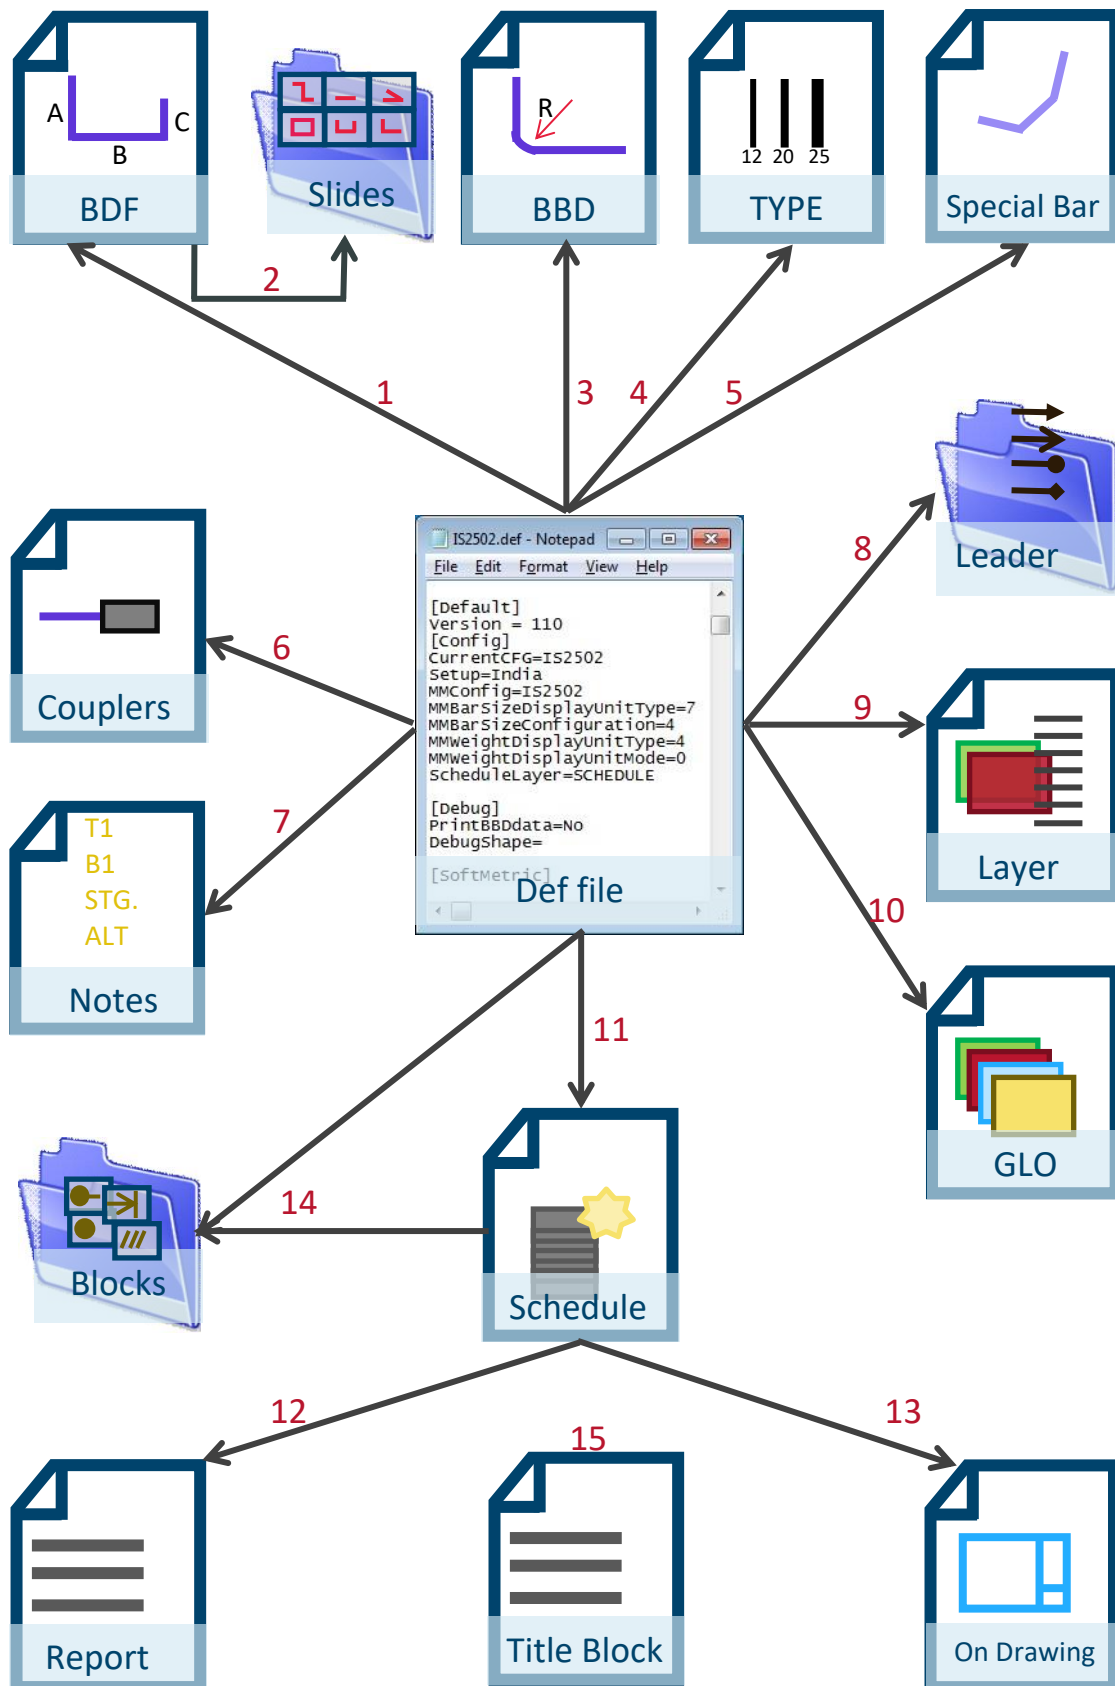 A
C
B
BDF
Slides
R
BBD
12 20 25
TYPE
Special Bar
2
1
3
4
5
Leader
8
Couplers
6
IS2502.def - Notepad
File Edit Format View Help
[Default]
Version = 110
[Config]
CurrentCFG=IS2502
Setup=India
MMConfig=IS2502
MMBarSizeDisplayUnitType=7
MMBarSizeConfiguration=4
MMWeightDisplayUnitType=4
MMWeightDisplayUnitMode=0
ScheduleLayer=SCHEDULE
[Debug]
PrintBBDdata=No
DebugShape=
[SoftMetric]
Def file
9
Layer
7
T1
B1
STG.
ALT
Notes
10
GLO
11
14
Blocks
Schedule
12
13
15
Report
Title Block
On Drawing